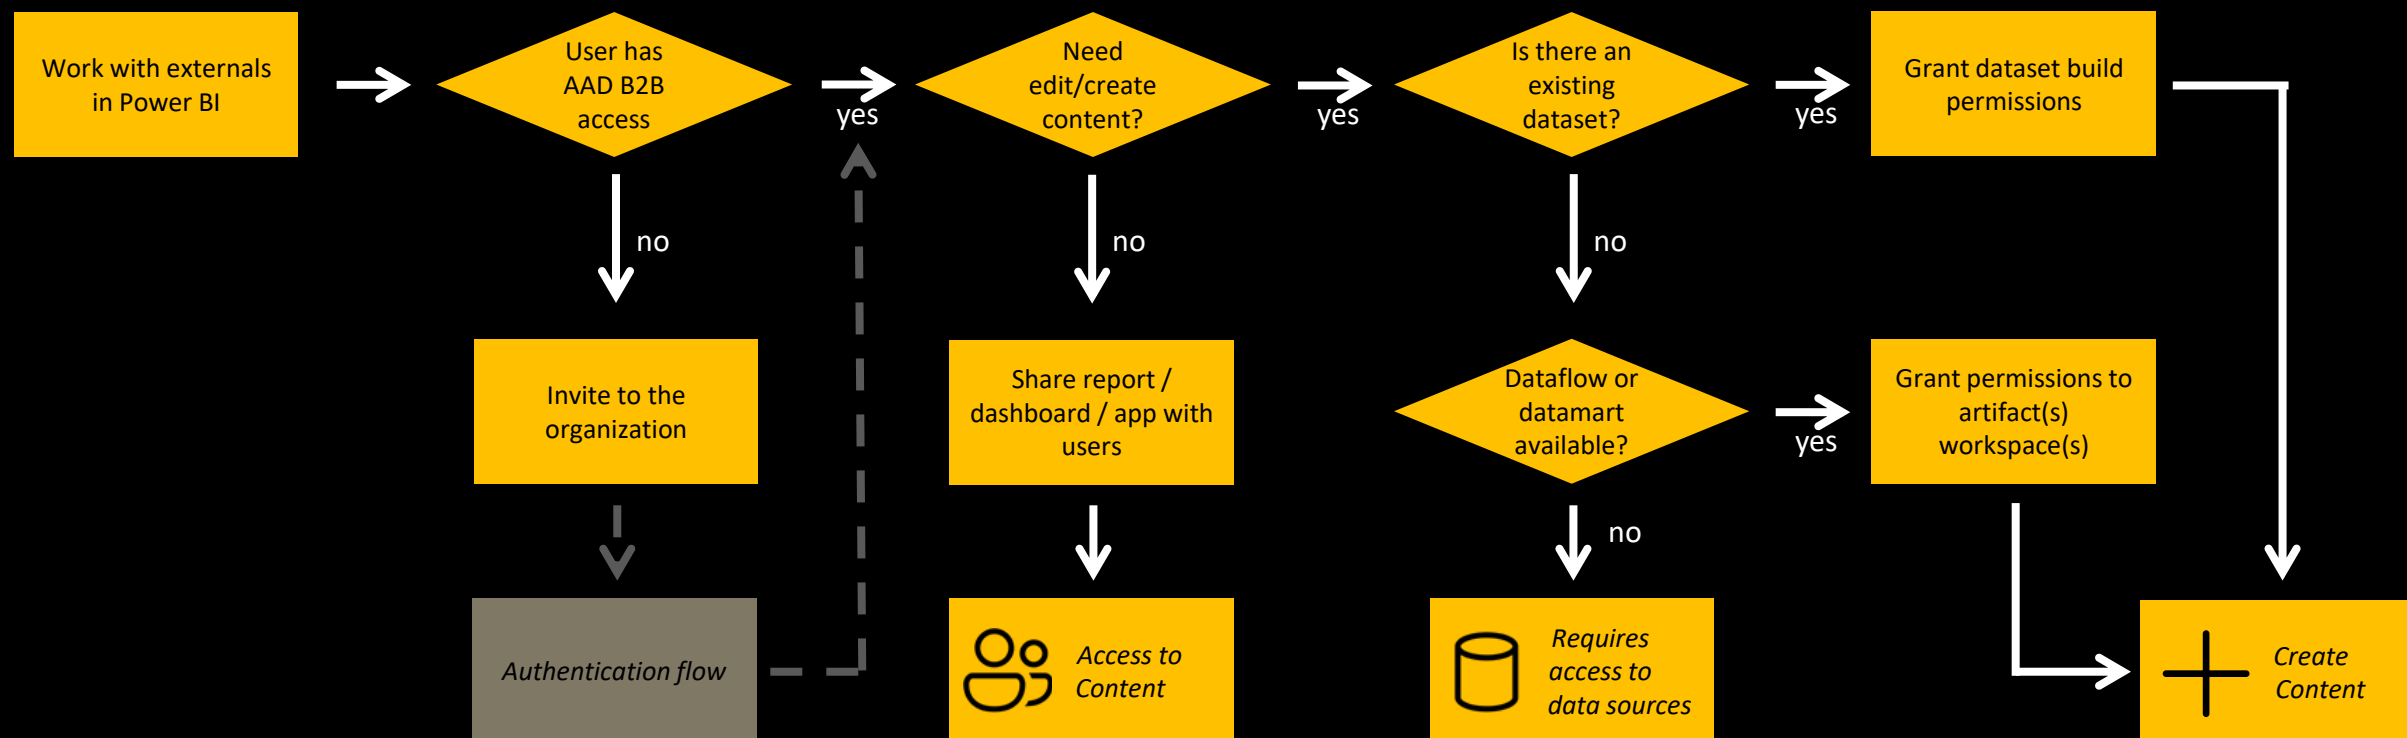 Work with externals
in Power BI
User has
AAD B2B
access
yes
Need
edit/create
content?
yes
Is there an
existing
dataset?
yes
Grant dataset build
permissions
no
no
no
Invite to the
organization
Share report /
dashboard / app with
users
Dataflow or
datamart
available?
yes
Grant permissions to
artifact(s)
workspace(s)
no
Authentication flow
Access to
Content
Requires
access to
data sources
Create
Content